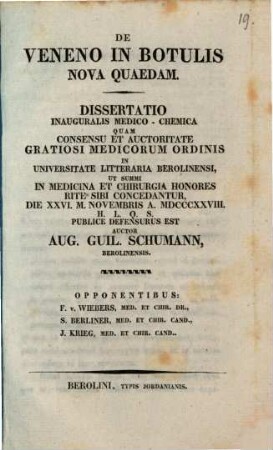 19.
DE
VENENO IN BOTULIS
NOVA QUAEDAM.
DISSERTATIO
INAUGURALIS MEDICO - CHEMICA
QUAM
CONSENSU ET AUCTORITATE
GRATIOSI MEDICORUM ORDINIS
IN
UNIVERSITATE LITTERARIA BEROLINENSI,
UT SUMMI
IN MEDICINA ET CHIRURGIA HONORES
RITE SIBI CONCEDANTUR,
DIE XXVI. M. NOVEMBRIS A. MDCCCXXVIII.
H. L. Q. S.
PUBLICE DEFENSURUS EST
AUCTOR
AUG. GUIL. SCHUMANN,
BEROLINENSIS.
OPPONENTIBUS:
F. v. WIEBERS, MED. ET CHIR. DR.,
S. BERLINER, MED. ET CHIR. CAND.,
J. KRIEG, MED. ET CHIR. CAND..
BEROLINI, TYPIS JORDANIANIS.